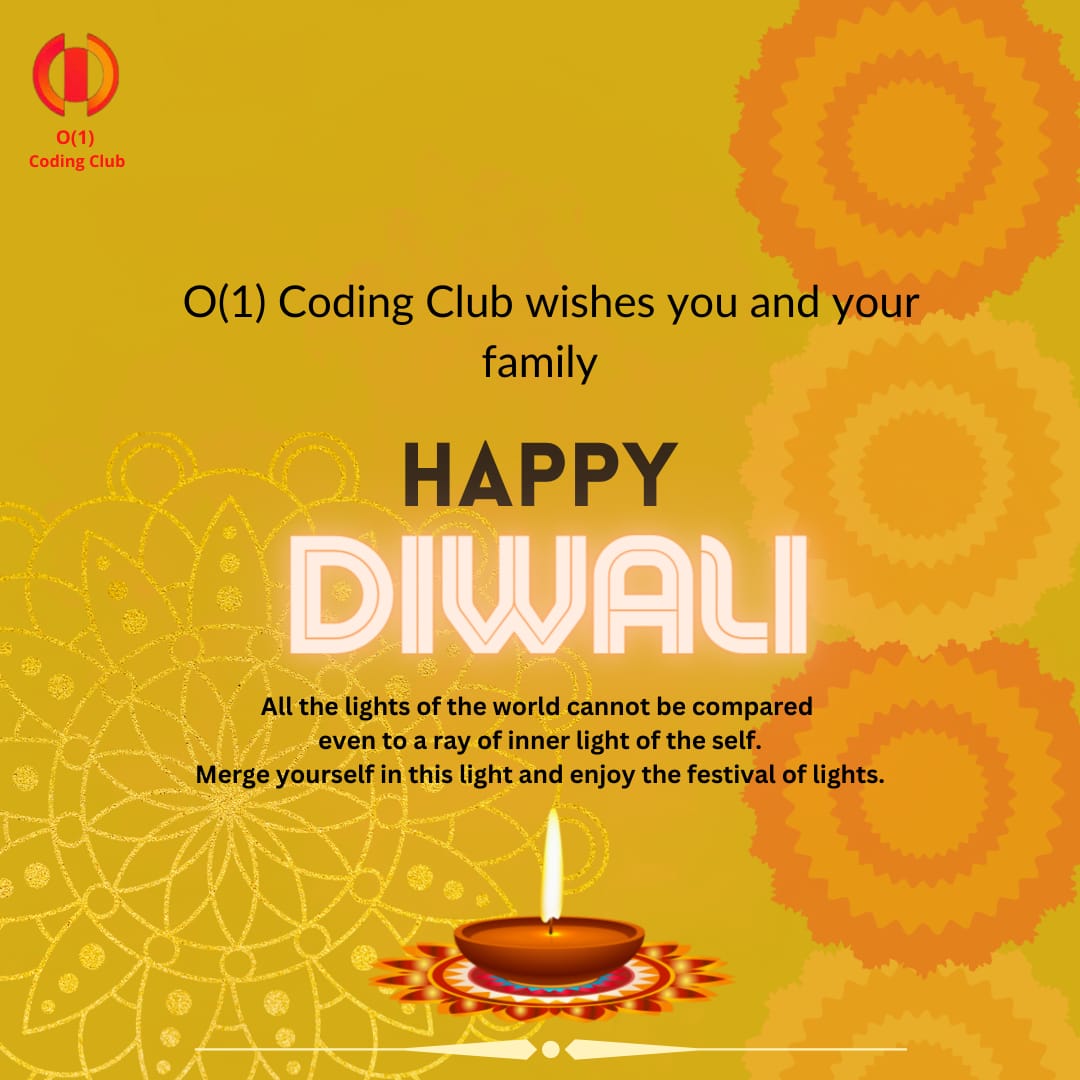 O(1)
Coding Club
O(1) Coding Club wishes you and your
family
HAPPY
DIWALI
All the lights of the world cannot be compared
even to a ray of inner light of the self.
Merge yourself in this light and enjoy the festival of lights.